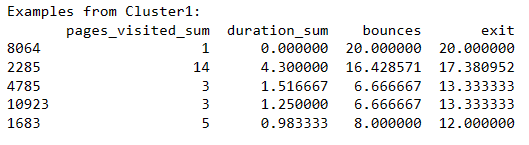 Examples from Cluster1:
pages_visited_sum duration_sum bounces exit
8064 1 0.000000 20.000000 20.000000
2285 14 4.300000 16.428571 17.380952
4785 3 1.516667 6.666667 13.333333
10923 3 1.250000 6.666667 13.333333
1683 5 0.983333 8.000000 12.000000